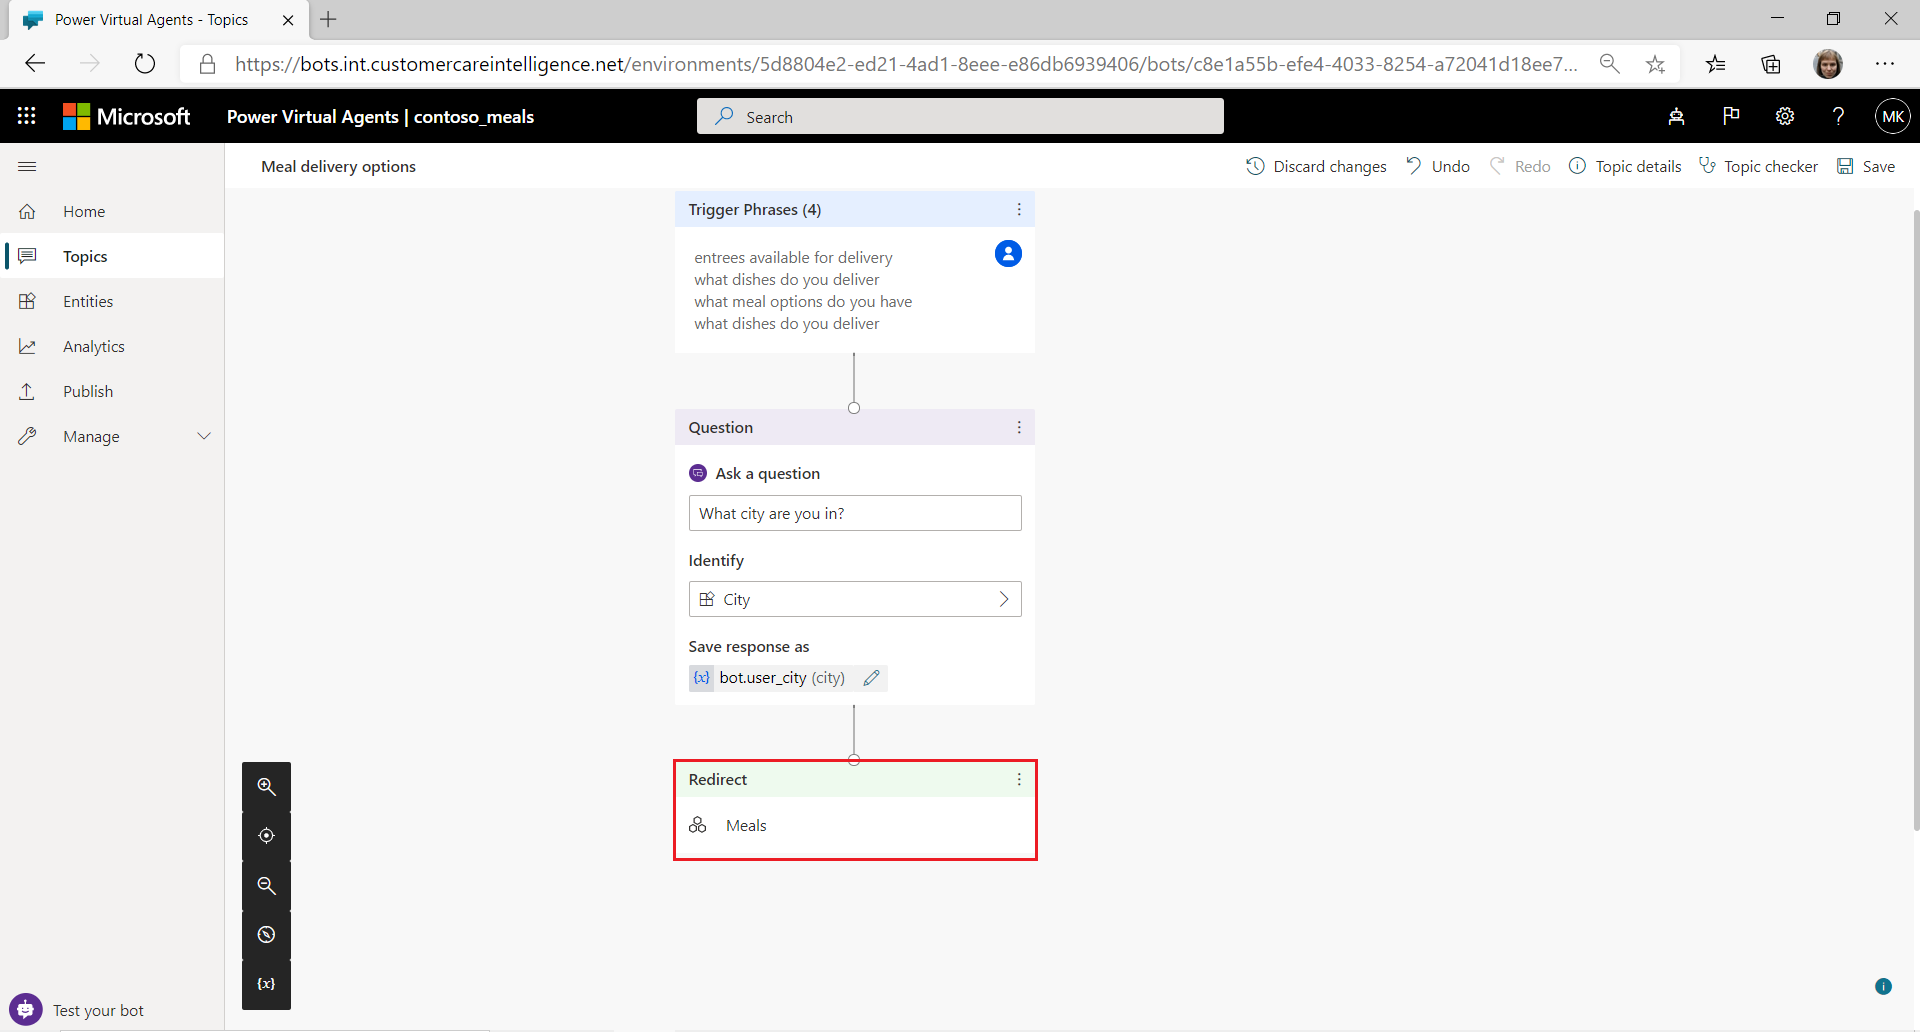 Power Virtual Agents - Topics
https://bots.int.customercareintelligence.net/environments/5d8804e2-ed21-4ad1-8eee-e86db6939406/bots/c8e1a55b-efe4-4033-8254-a72041d18ee7...
Microsoft
Power Virtual Agents | contoso_meals
Search
?
MK
Meal delivery options
Discard changes
Undo
Redo
Topic details
Topic checker
Save
Home
Topics
Entities
Analytics
Publish
Manage
Trigger Phrases (4)
entrees available for delivery
what dishes do you deliver
what meal options do you have
what dishes do you deliver
Question
Ask a question
What city are you in?
Identify
City
Save response as
{x} bot.user_city (city)
Redirect
Meals
{x}
Test your bot